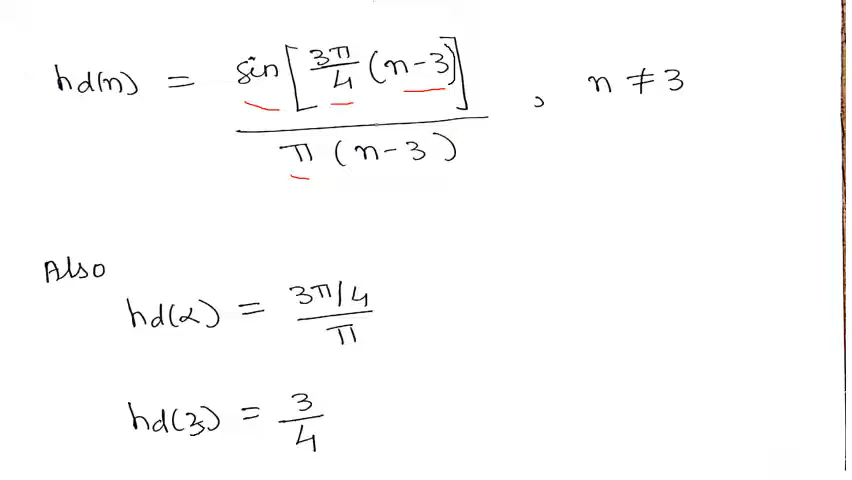 hd(n) = sin[3π/4 (n-3)] / π(n-3) , n ≠ 3
Also
hd(α) = 3π/4 / π
hd(3) = 3/4